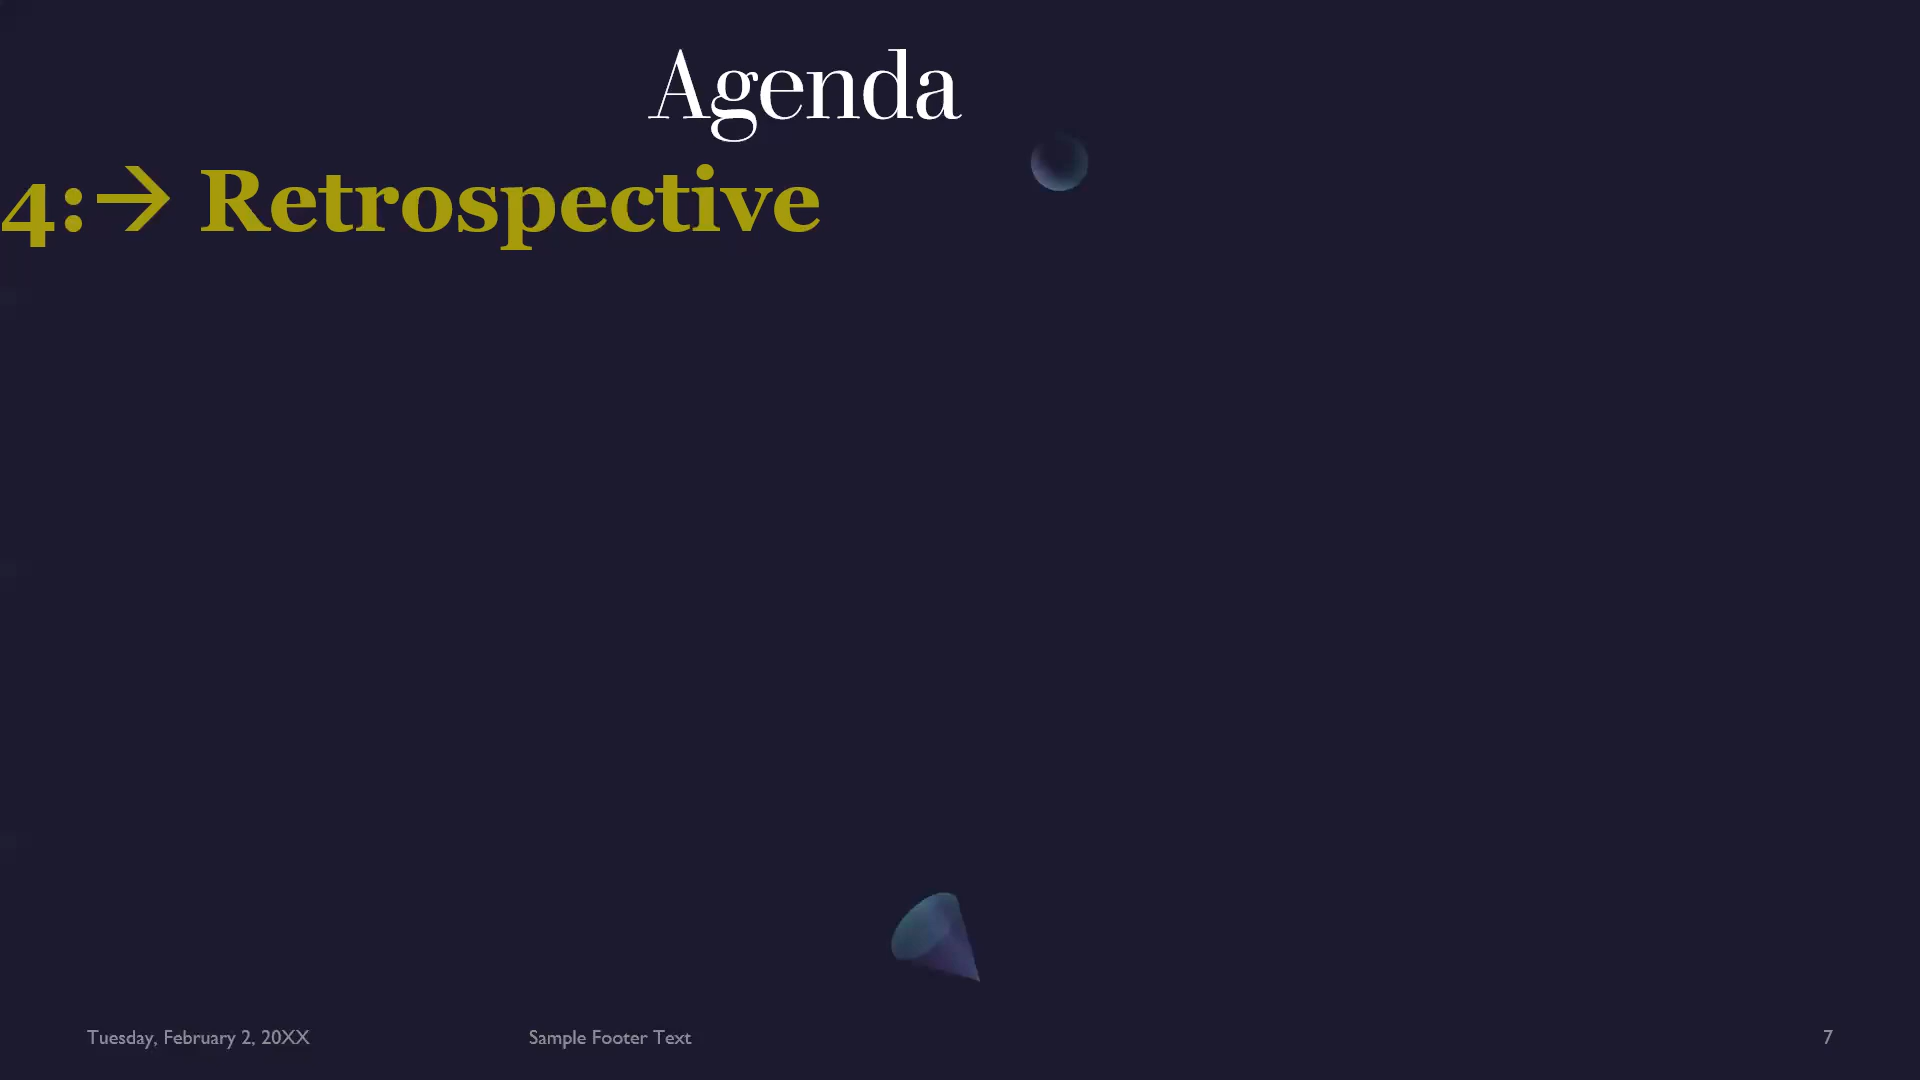 Agenda
4:→ Retrospective
Tuesday, February 2, 20XX
Sample Footer Text
7